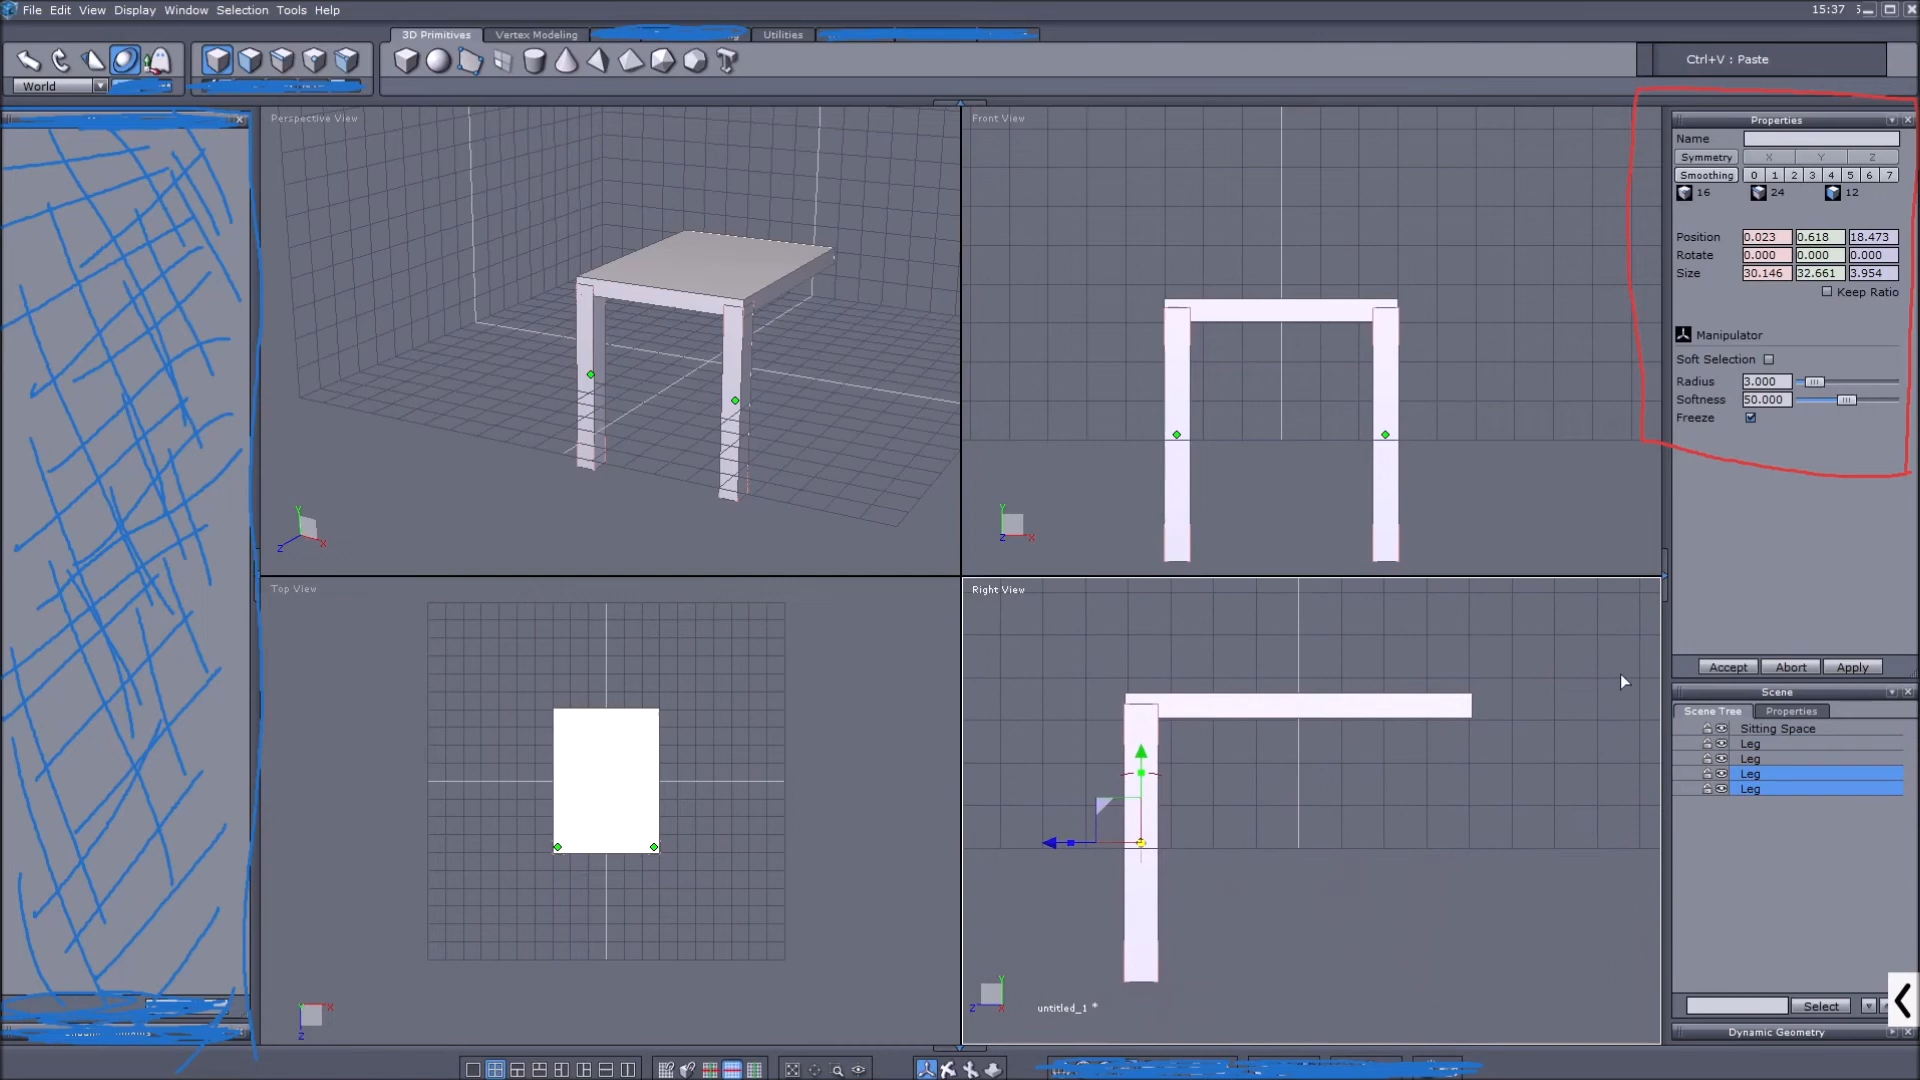 File Edit View Display Window Selection Tools Help
15:37
3D Primitives Vertex Modeling Utilities
Ctrl+V : Paste
World
Perspective View
Front View
Properties
Name
Symmetry X Y Z
Smoothing 0 1 2 3 4 5 6 7
16 24 12
Position 0.023 0.618 18.473
Rotate 0.000 0.000 0.000
Size 30.146 32.661 3.954
Keep Ratio
Manipulator
Soft Selection
Radius 3.000
Softness 50.000
Freeze
Y
Z X
Y
Z X
Top View
Right View
Accept Abort Apply
Scene
Scene Tree Properties
Sitting Space
Leg
Leg
Leg
Leg
Y X
Z
Y
Z X
untitled_1 *
Select
Dynamic Geometry